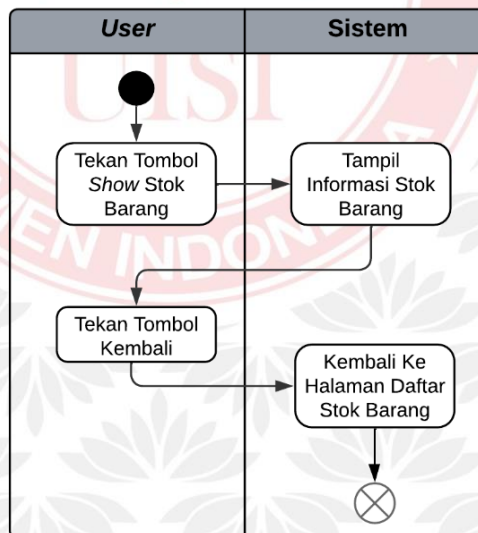 User
Sistem
UISI
Tekan Tombol
Show Stok
Barang
Tampil
Informasi Stok
Barang
Tekan Tombol
Kembali
Kembali Ke
Halaman Daftar
Stok Barang